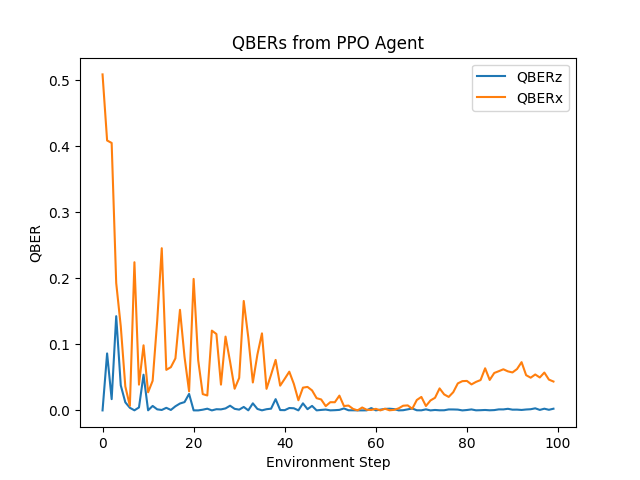 QBERs from PPO Agent
QBERz
QBERx
QBER
0.5
0.4
0.3
0.2
0.1
0.0
0 20 40 60 80 100
Environment Step